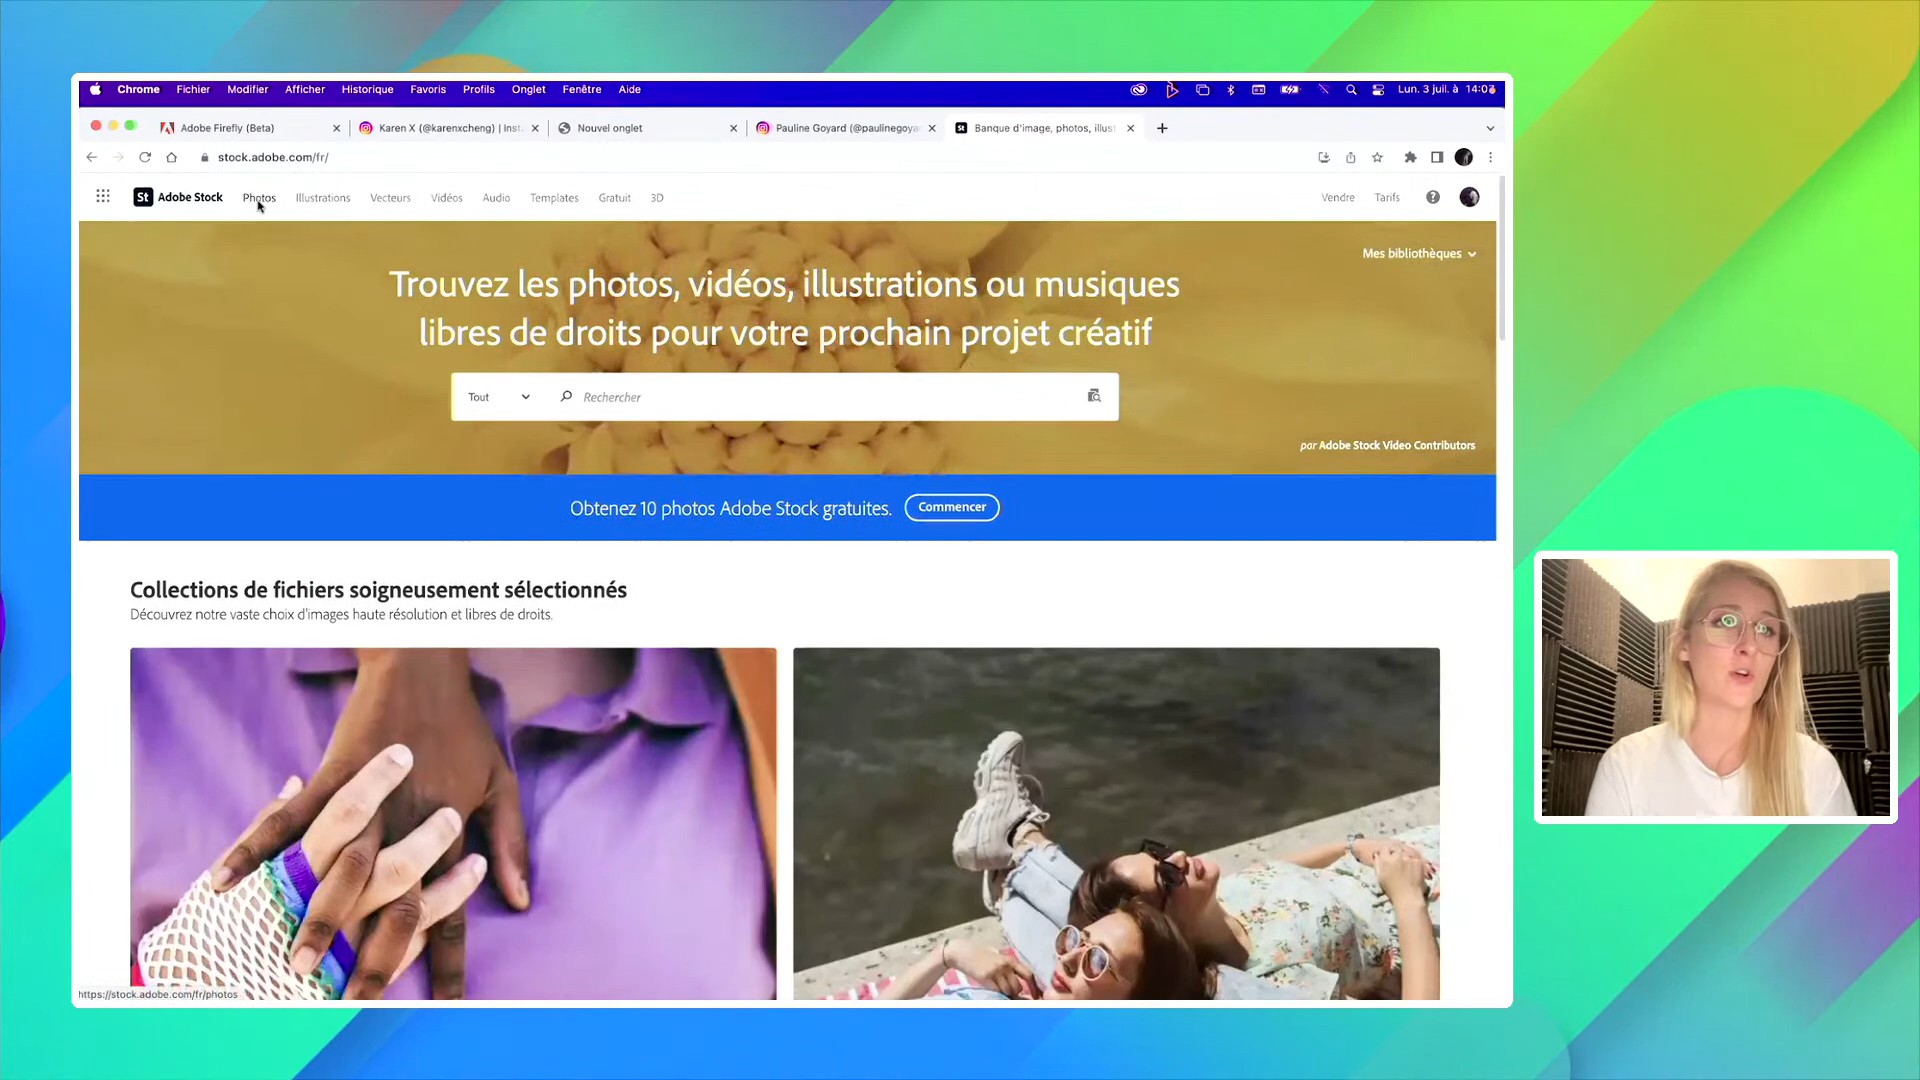 Chrome Fichier Modifier Afficher Historique Favoris Profils Onglet Fenêtre Aide Lun. 3 juil. à 14:0
Adobe Firefly (Beta) Karen X (@karenxcheng) | Inst Nouvel onglet Pauline Goyard (@paulinegoya St Banque d'image, photos, illust
stock.adobe.com/fr/
St Adobe Stock Photos Illustrations Vecteurs Vidéos Audio Templates Gratuit 3D Vendre Tarifs ?
Mes bibliothèques
Trouvez les photos, vidéos, illustrations ou musiques
libres de droits pour votre prochain projet créatif
Tout Rechercher
par Adobe Stock Video Contributors
Obtenez 10 photos Adobe Stock gratuites. Commencer
Collections de fichiers soigneusement sélectionnés
Découvrez notre vaste choix d'images haute résolution et libres de droits.
https://stock.adobe.com/fr/photos